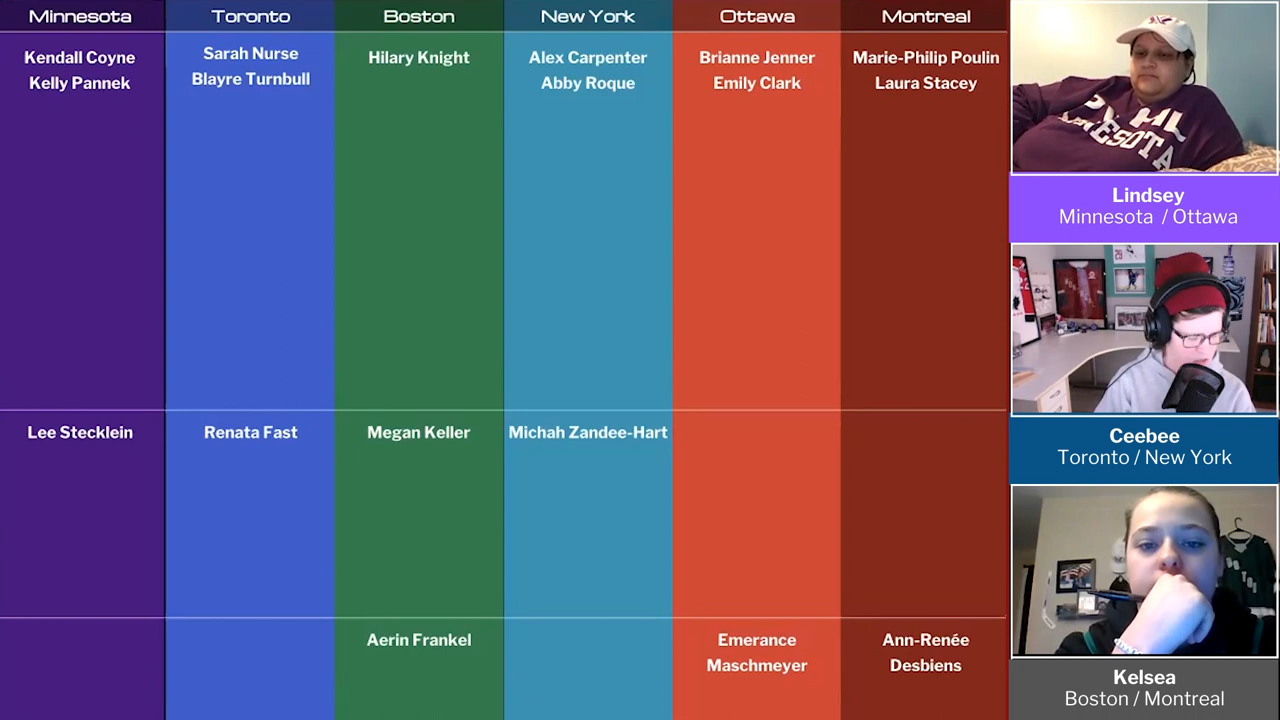 Minnesota
Toronto
Boston
New York
Ottawa
Montreal
Kendall Coyne
Kelly Pannek
Sarah Nurse
Blayre Turnbull
Hilary Knight
Alex Carpenter
Abby Roque
Brianne Jenner
Emily Clark
Marie-Philip Poulin
Laura Stacey
Lee Stecklein
Renata Fast
Megan Keller
Michah Zandee-Hart
Aerin Frankel
Emerance
Maschmeyer
Ann-Renée
Desbiens
Lindsey
Minnesota / Ottawa
Ceebee
Toronto / New York
Kelsea
Boston / Montreal